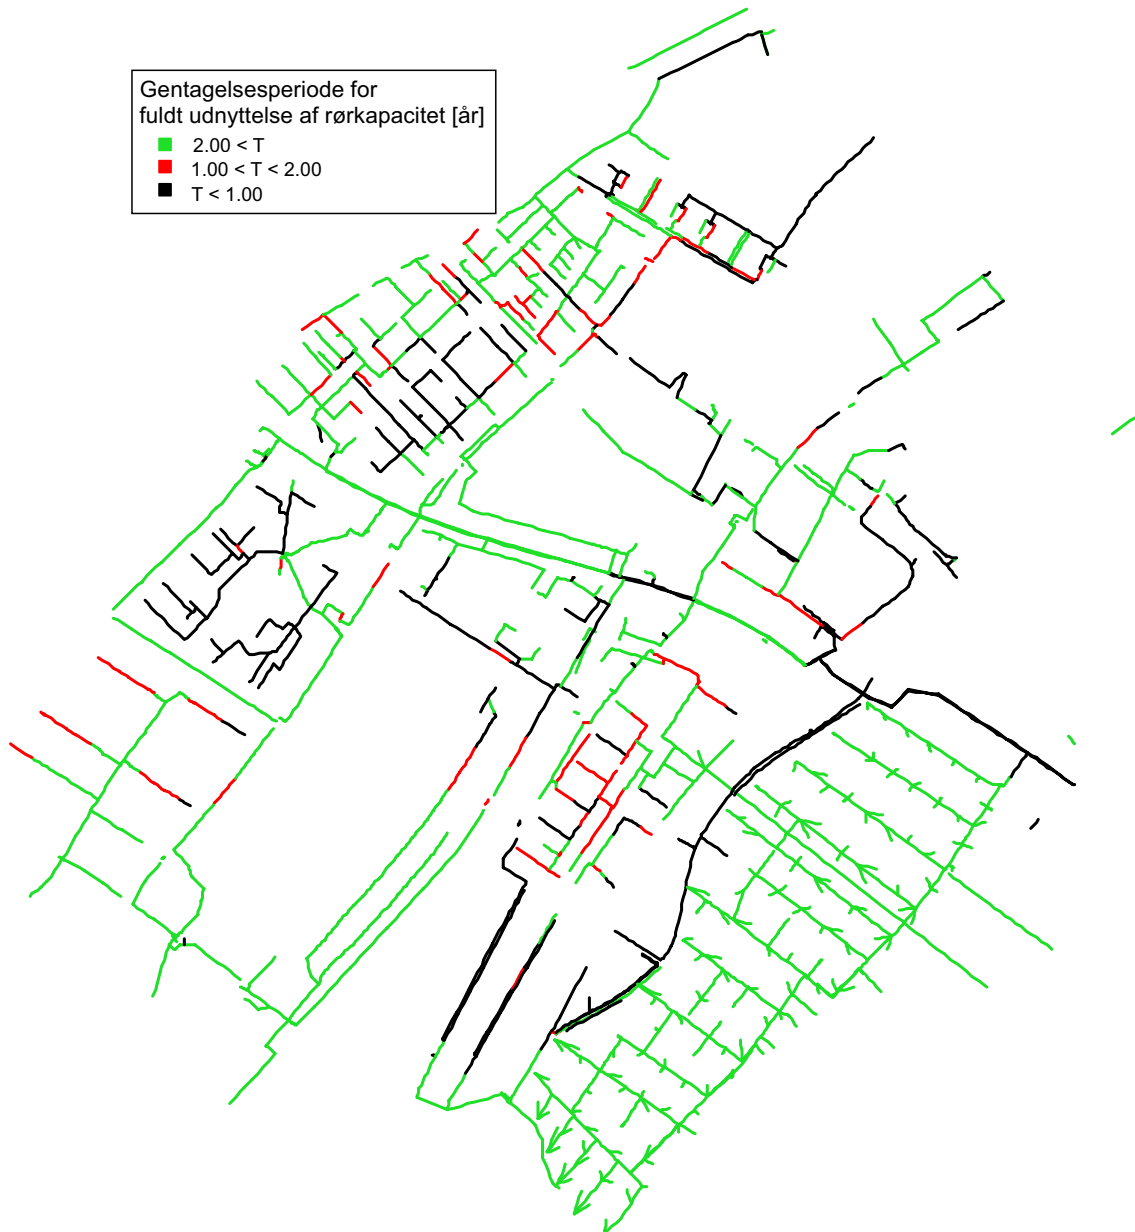 Gentagelsesperiode for
fuldt udnyttelse af rørkapacitet [år]
2.00 < T
1.00 < T < 2.00
T < 1.00